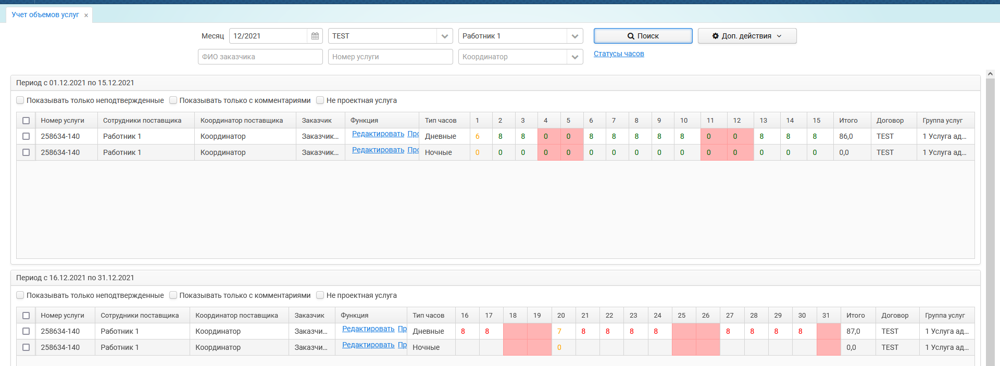 Учет объемов услуг ×
Месяц 12/2021 TEST Работник 1 Поиск Доп. действия
ФИО заказчика Номер услуги Координатор Статусы часов
Период с 01.12.2021 по 15.12.2021
Показывать только неподтвержденные Показывать только с комментариями Не проектная услуга
Номер услуги Сотрудники поставщика Координатор поставщика Заказчик Функция Тип часов 1 2 3 4 5 6 7 8 9 10 11 12 13 14 15 Итого Договор Группа услуг
258634-140 Работник 1 Координатор Заказчик... Редактировать Прс Дневные 6 8 8 0 0 8 8 8 8 8 0 0 8 8 8 86,0 TEST 1 Услуга ад...
258634-140 Работник 1 Координатор Заказчик... Редактировать Прс Ночные 0 0 0 0 0 0 0 0 0 0 0 0 0 0 0 0,0 TEST 1 Услуга ад...
Период с 16.12.2021 по 31.12.2021
Показывать только неподтвержденные Показывать только с комментариями Не проектная услуга
Номер услуги Сотрудники поставщика Координатор поставщика Заказчик Функция Тип часов 16 17 18 19 20 21 22 23 24 25 26 27 28 29 30 31 Итого Договор Группа услуг
258634-140 Работник 1 Координатор Заказчи... Редактировать Пр Дневные 8 8 7 8 8 8 8 8 8 8 8 87,0 TEST 1 Услуга ад...
258634-140 Работник 1 Координатор Заказчи... Редактировать Пр Ночные 0 0,0 TEST 1 Услуга ад...